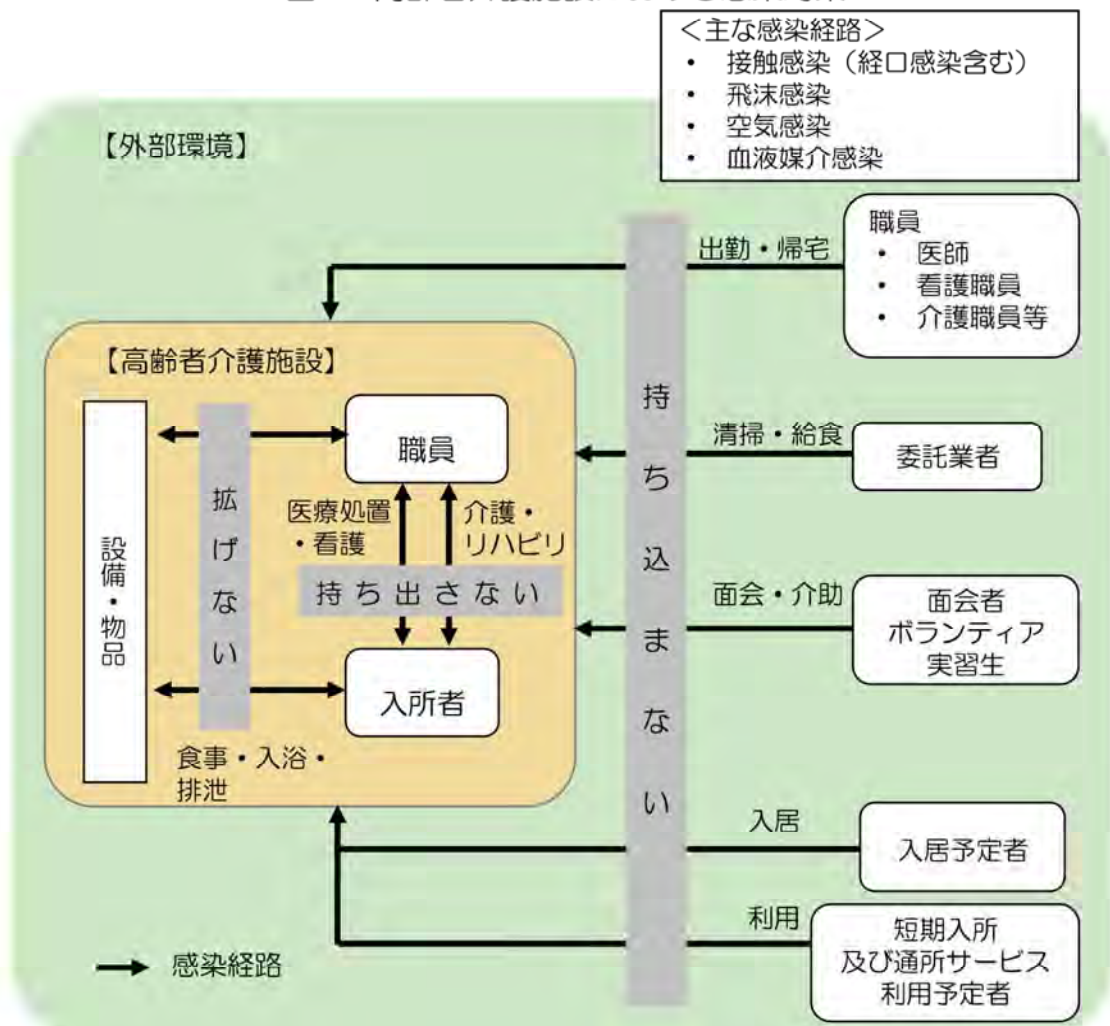 ＜主な感染経路＞
・ 接触感染（経口感染含む）
・ 飛沫感染
・ 空気感染
・ 血液媒介感染
【外部環境】
職員
・ 医師
・ 看護職員
・ 介護職員等
出勤・帰宅
持ち込まない
【高齢者介護施設】
設備・物品
拡げない
職員
医療処置
・看護
介護・
リハビリ
持ち出さない
入所者
食事・入浴・
排泄
清掃・給食
委託業者
面会・介助
面会者
ボランティア
実習生
入居
入居予定者
利用
短期入所
及び通所サービス
利用予定者
感染経路